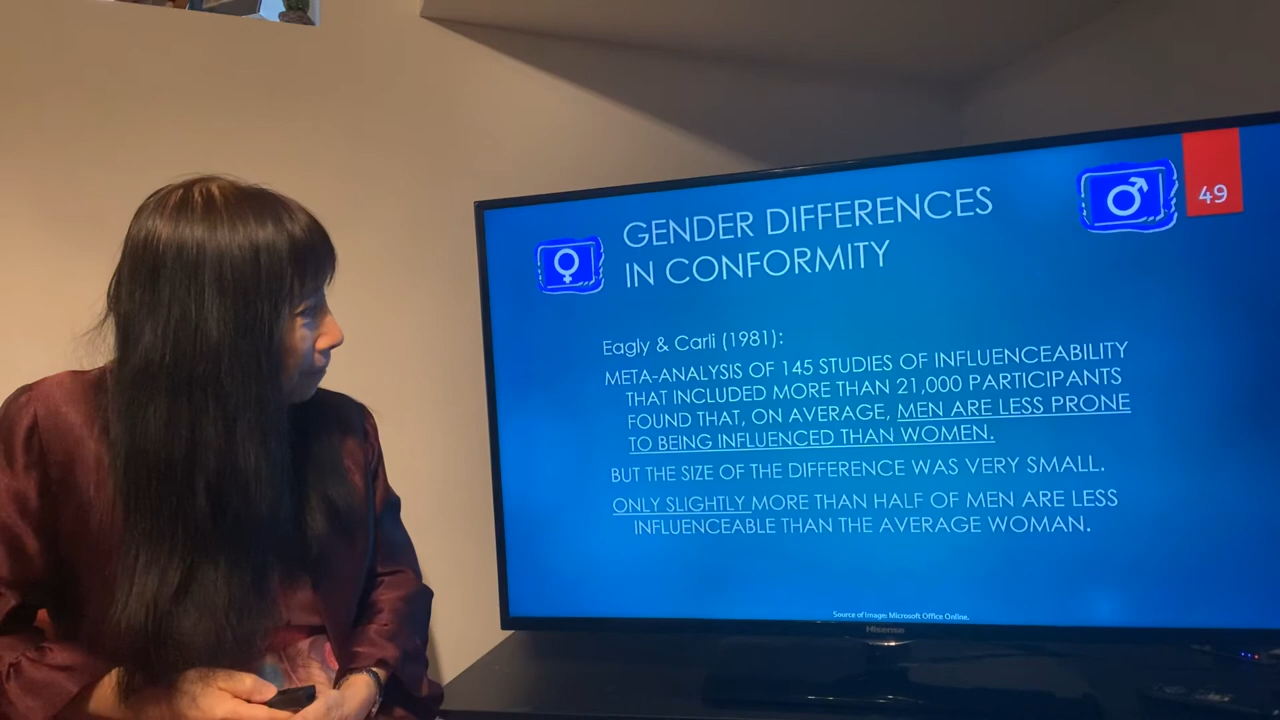 49
GENDER DIFFERENCES
IN CONFORMITY
Eagly & Carli (1981):
META-ANALYSIS OF 145 STUDIES OF INFLUENCEABILITY
THAT INCLUDED MORE THAN 21,000 PARTICIPANTS
FOUND THAT, ON AVERAGE, MEN ARE LESS PRONE
TO BEING INFLUENCED THAN WOMEN.
BUT THE SIZE OF THE DIFFERENCE WAS VERY SMALL.
ONLY SLIGHTLY MORE THAN HALF OF MEN ARE LESS
INFLUENCEABLE THAN THE AVERAGE WOMAN.
Source of Image: Microsoft Office Online.
Hisense